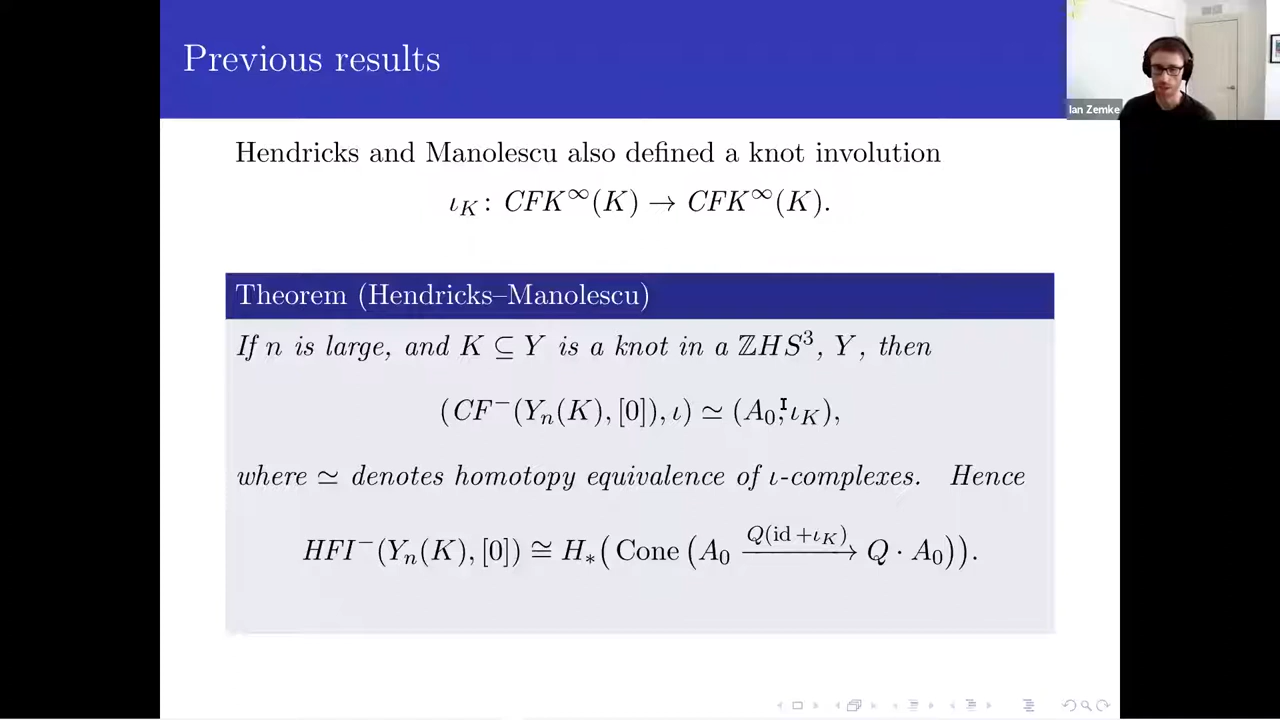 Previous results
Ian Zemke
Hendricks and Manolescu also defined a knot involution
ι_K : CFK^∞(K) → CFK^∞(K).
Theorem (Hendricks–Manolescu)
If n is large, and K ⊆ Y is a knot in a ℤHS³, Y, then
(CF⁻(Y_n(K), [0]), ι) ≃ (A_0, ι_K),
where ≃ denotes homotopy equivalence of ι-complexes. Hence
HFI⁻(Y_n(K), [0]) ≅ H_*(Cone(A_0 \xrightarrow{Q(id+ι_K)} Q · A_0)).